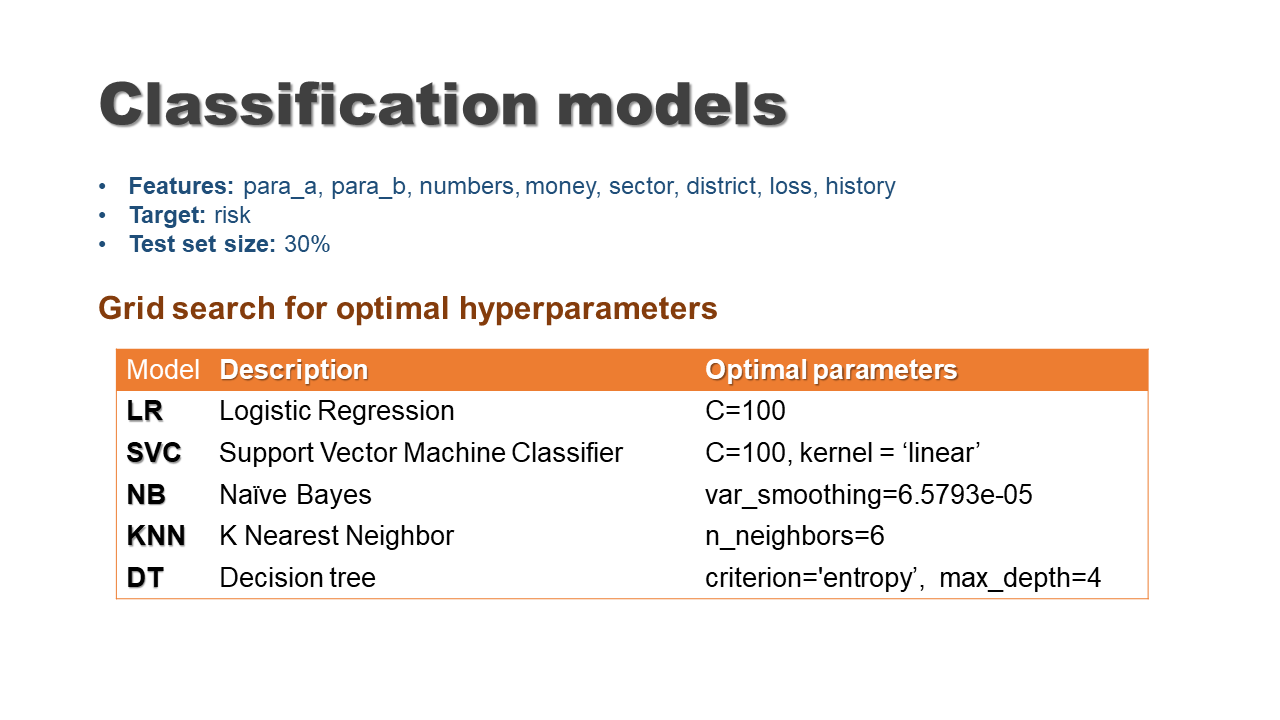 Classification models
• Features: para_a, para_b, numbers, money, sector, district, loss, history
• Target: risk
• Test set size: 30%
Grid search for optimal hyperparameters
Model Description Optimal parameters
LR Logistic Regression C=100
SVC Support Vector Machine Classifier C=100, kernel = ‘linear’
NB Naïve Bayes var_smoothing=6.5793e-05
KNN K Nearest Neighbor n_neighbors=6
DT Decision tree criterion='entropy’, max_depth=4